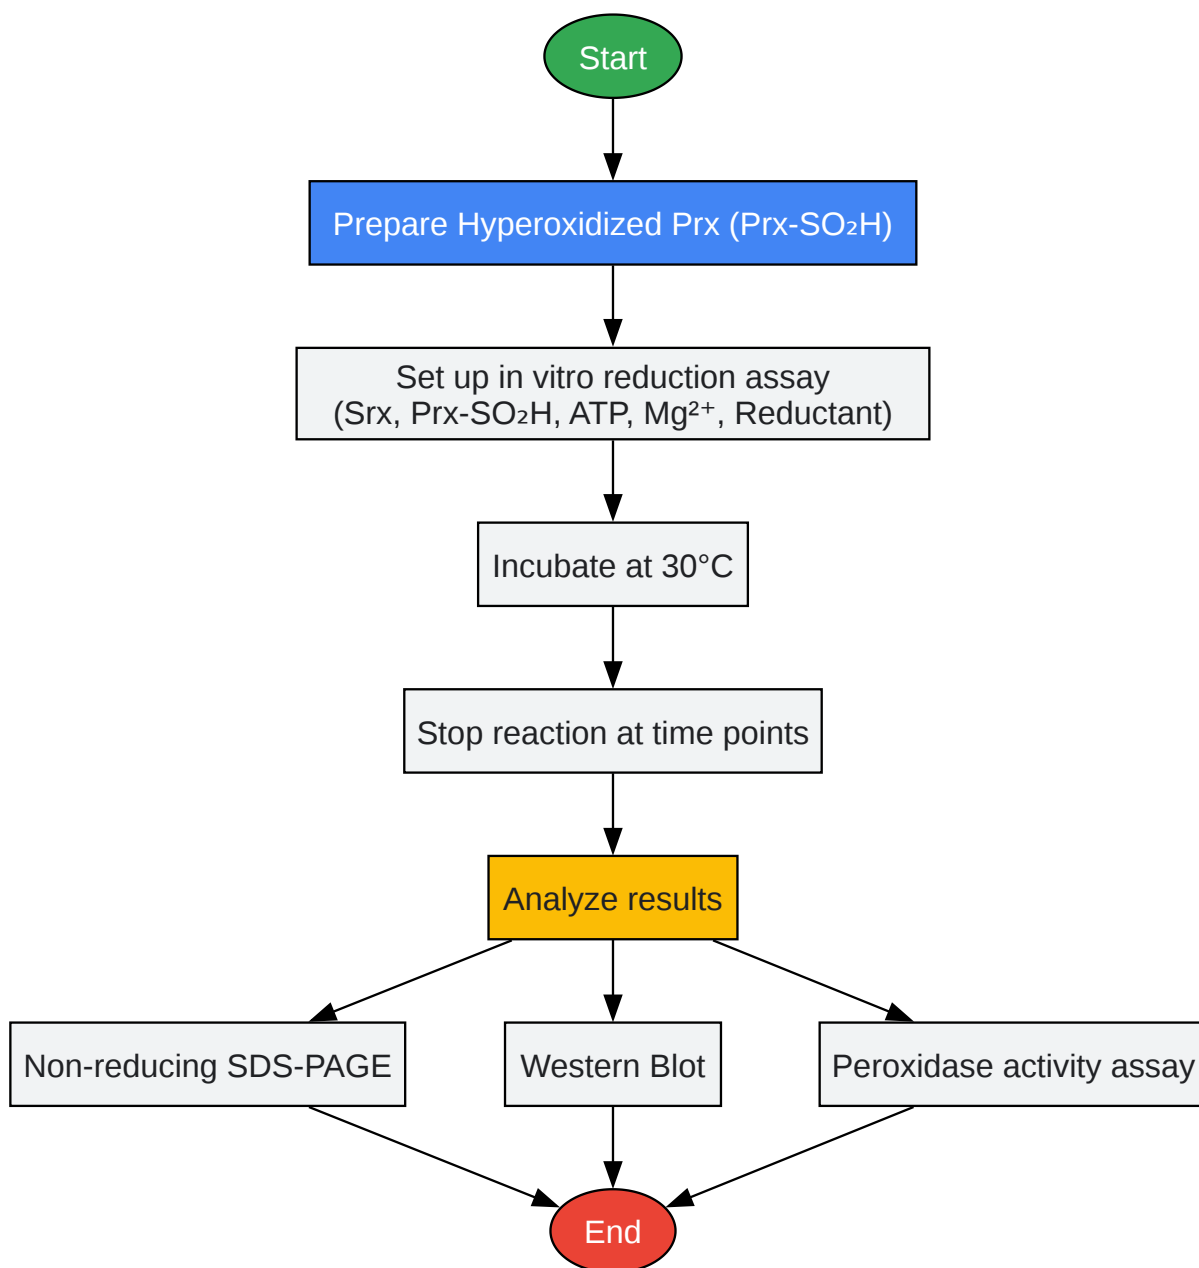 Start
Prepare Hyperoxidized Prx (Prx-SO₂H)
Set up in vitro reduction assay
(Srx, Prx-SO₂H, ATP, Mg²⁺, Reductant)
Incubate at 30°C
Stop reaction at time points
Analyze results
Non-reducing SDS-PAGE
Western Blot
Peroxidase activity assay
End